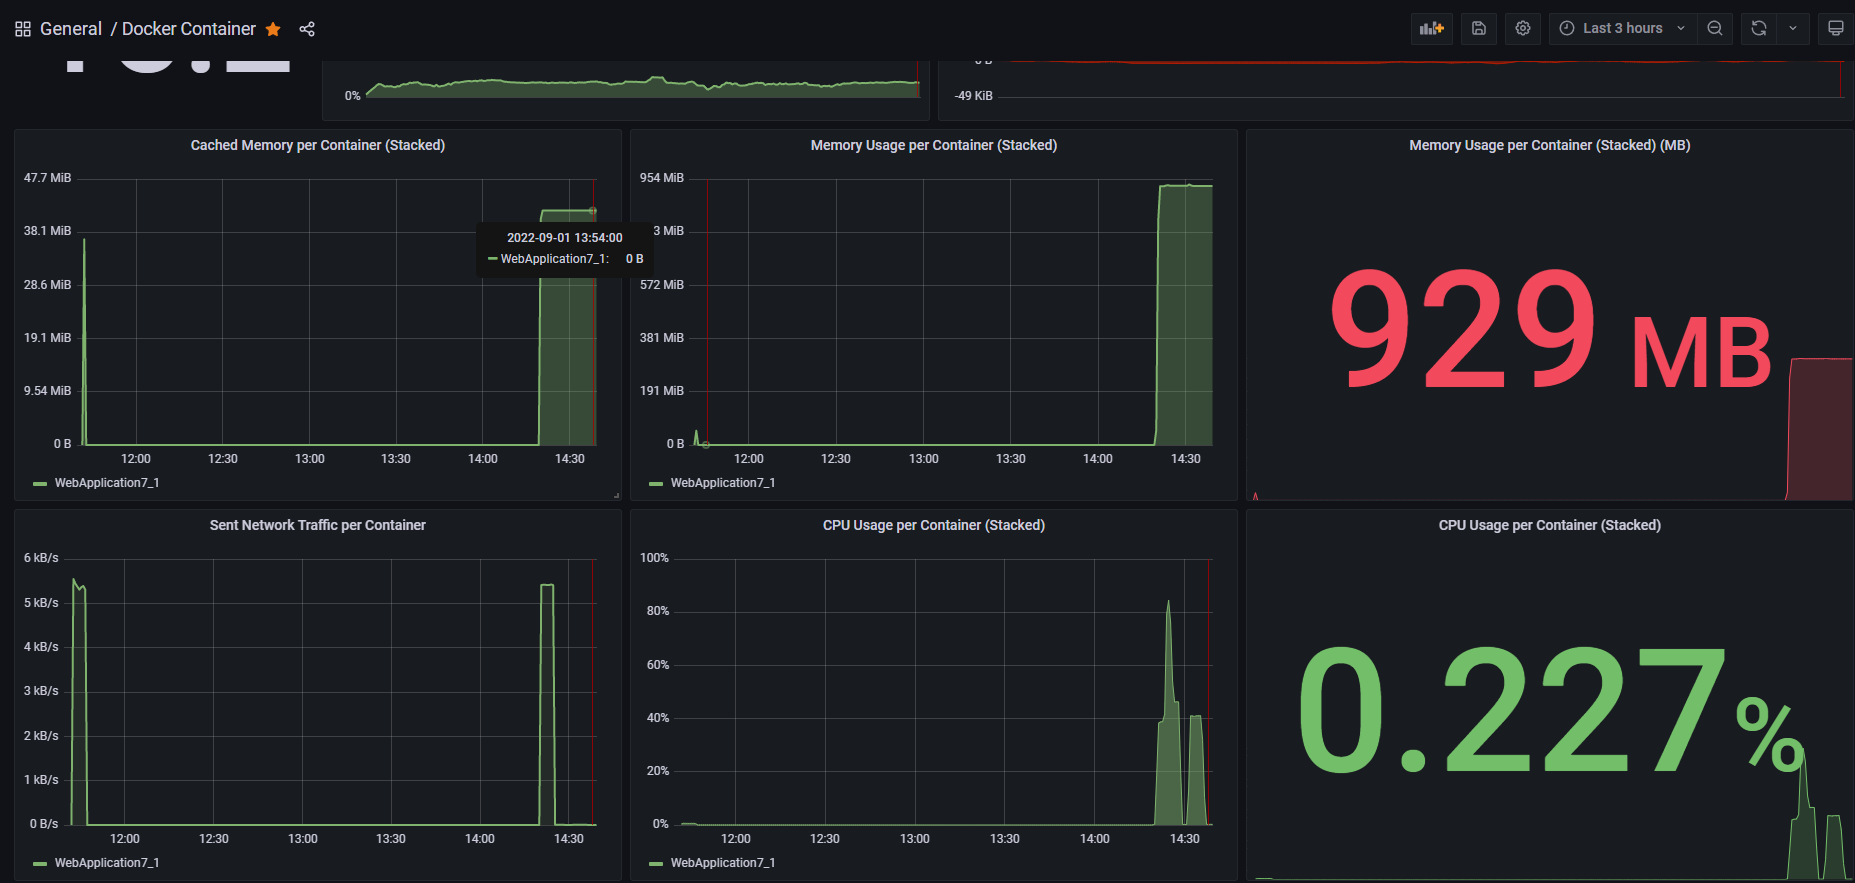 General / Docker Container
Last 3 hours
0%
0 B
-49 KiB
Cached Memory per Container (Stacked)
47.7 MiB
38.1 MiB
28.6 MiB
19.1 MiB
9.54 MiB
0 B
12:00 12:30 13:00 13:30 14:00 14:30
WebApplication7_1
2022-09-01 13:54:00
WebApplication7_1: 0 B
Memory Usage per Container (Stacked)
954 MiB
3 MiB
572 MiB
381 MiB
191 MiB
0 B
12:00 12:30 13:00 13:30 14:00 14:30
WebApplication7_1
Memory Usage per Container (Stacked) (MB)
929 MB
Sent Network Traffic per Container
6 kB/s
5 kB/s
4 kB/s
3 kB/s
2 kB/s
1 kB/s
0 B/s
12:00 12:30 13:00 13:30 14:00 14:30
WebApplication7_1
CPU Usage per Container (Stacked)
100%
80%
60%
40%
20%
0%
12:00 12:30 13:00 13:30 14:00 14:30
WebApplication7_1
CPU Usage per Container (Stacked)
0.227%